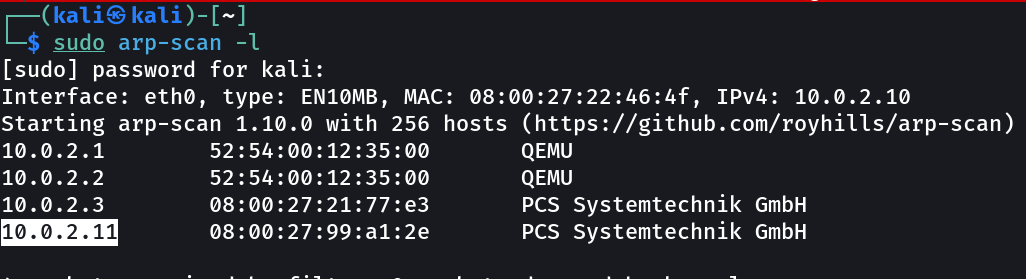 ┌──(kali㉿kali)-[~]
└─$ sudo arp-scan -l
[sudo] password for kali:
Interface: eth0, type: EN10MB, MAC: 08:00:27:22:46:4f, IPv4: 10.0.2.10
Starting arp-scan 1.10.0 with 256 hosts (https://github.com/royhills/arp-scan)
10.0.2.1 52:54:00:12:35:00 QEMU
10.0.2.2 52:54:00:12:35:00 QEMU
10.0.2.3 08:00:27:21:77:e3 PCS Systemtechnik GmbH
10.0.2.11 08:00:27:99:a1:2e PCS Systemtechnik GmbH